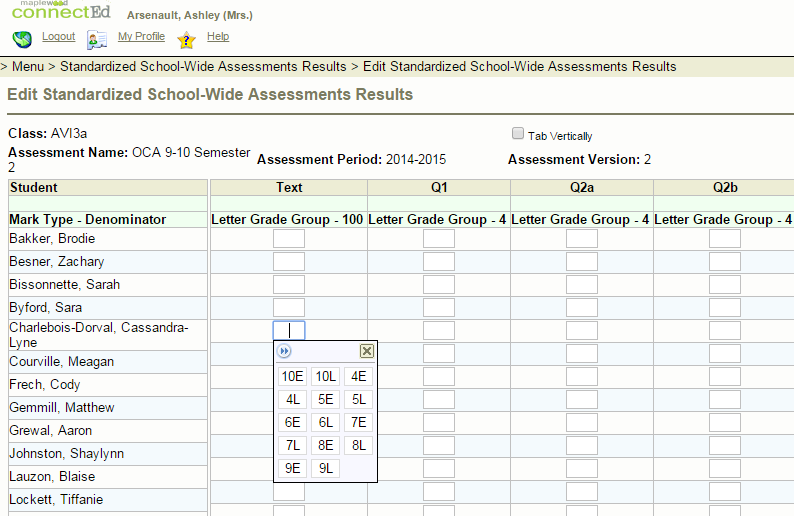 maplewood
connectEd
Arsenault, Ashley (Mrs.)
Logout My Profile ? Help
> Menu > Standardized School-Wide Assessments Results > Edit Standardized School-Wide Assessments Results
Edit Standardized School-Wide Assessments Results
Class: AVI3a
Tab Vertically
Assessment Name: OCA 9-10 Semester 
2
Assessment Period: 2014-2015
Assessment Version: 2
Student Text Q1 Q2a Q2b
Mark Type - Denominator Letter Grade Group - 100 Letter Grade Group - 4 Letter Grade Group - 4 Letter Grade Group - 4
Bakker, Brodie
Besner, Zachary
Bissonnette, Sarah
Byford, Sara
Charlebois-Dorval, Cassandra-
Lyne
Courville, Meagan
Frech, Cody
Gemmill, Matthew
Grewal, Aaron
Johnston, Shaylynn
Lauzon, Blaise
Lockett, Tiffanie
10E 10L 4E
4L 5E 5L
6E 6L 7E
7L 8E 8L
9E 9L